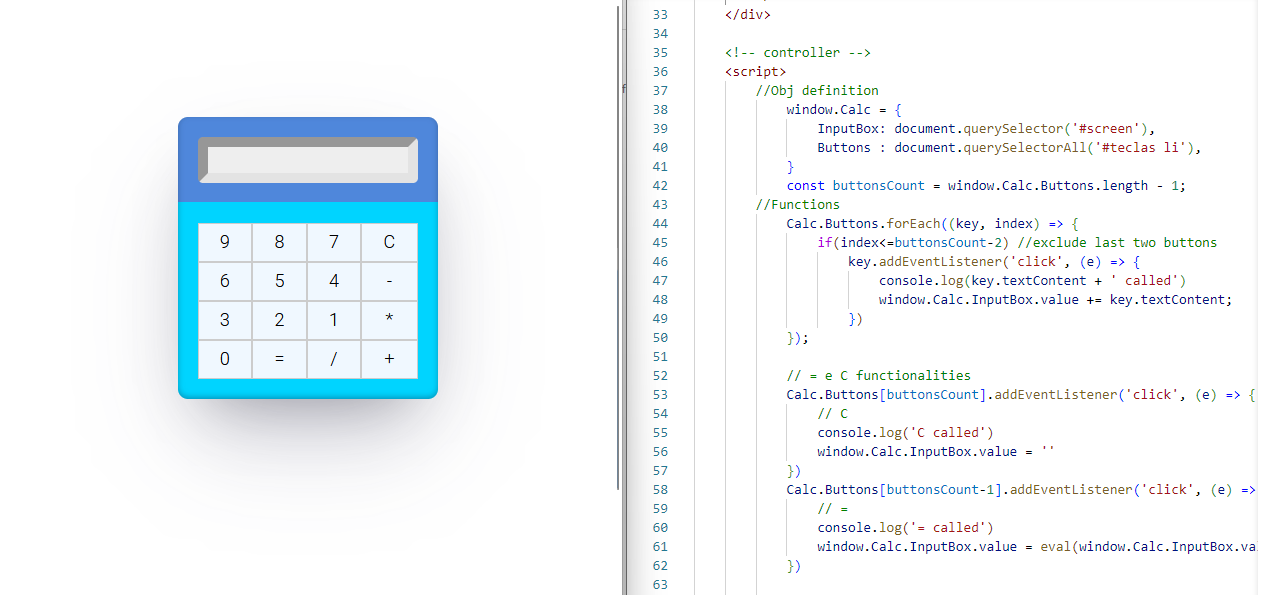 9 8 7 C
6 5 4 -
3 2 1 *
0 = / +
33 </div>
34
35 <!-- controller -->
36 <script>
37 //Obj definition
38 window.Calc = {
39 InputBox: document.querySelector('#screen'),
40 Buttons : document.querySelectorAll('#teclas li'),
41 }
42 const buttonsCount = window.Calc.Buttons.length - 1;
43 //Functions
44 Calc.Buttons.forEach((key, index) => {
45 if(index<=buttonsCount-2) //exclude last two buttons
46 key.addEventListener('click', (e) => {
47 console.log(key.textContent + ' called')
48 window.Calc.InputBox.value += key.textContent;
49 })
50 });
51
52 // = e C functionalities
53 Calc.Buttons[buttonsCount].addEventListener('click', (e) => {
54 // C
55 console.log('C called')
56 window.Calc.InputBox.value = ''
57 })
58 Calc.Buttons[buttonsCount-1].addEventListener('click', (e) =>
59 // =
60 console.log('= called')
61 window.Calc.InputBox.value = eval(window.Calc.InputBox.va
62 })
63